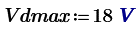 Vdmax := 18 V